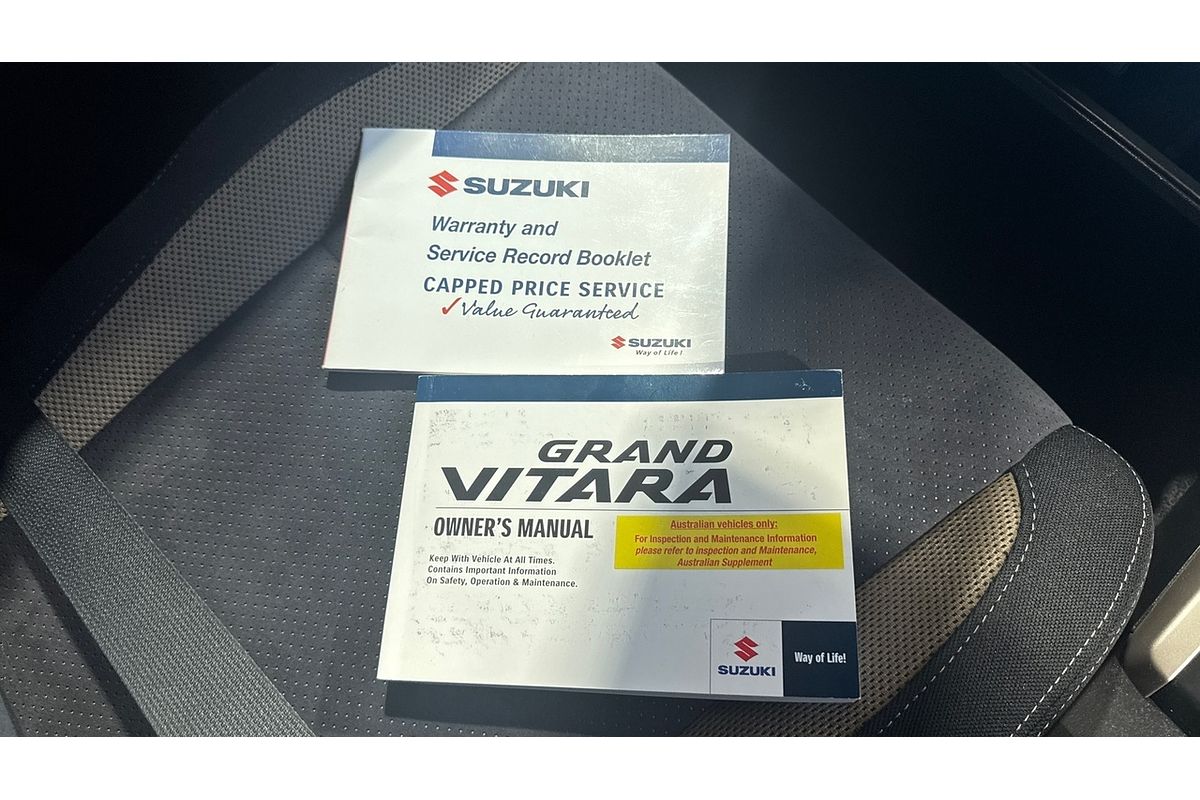 SUZUKI
Warranty and
Service Record Booklet
CAPPED PRICE SERVICE
✓Value Guaranteed
SUZUKI
Way of Life!
GRAND
VITARA
OWNER'S MANUAL
Keep With Vehicle At All Times.
Contains Important Information
On Safety, Operation & Maintenance.
Australian vehicles only:
For Inspection and Maintenance Information
please refer to inspection and Maintenance,
Australian Supplement
SUZUKI
Way of Life!